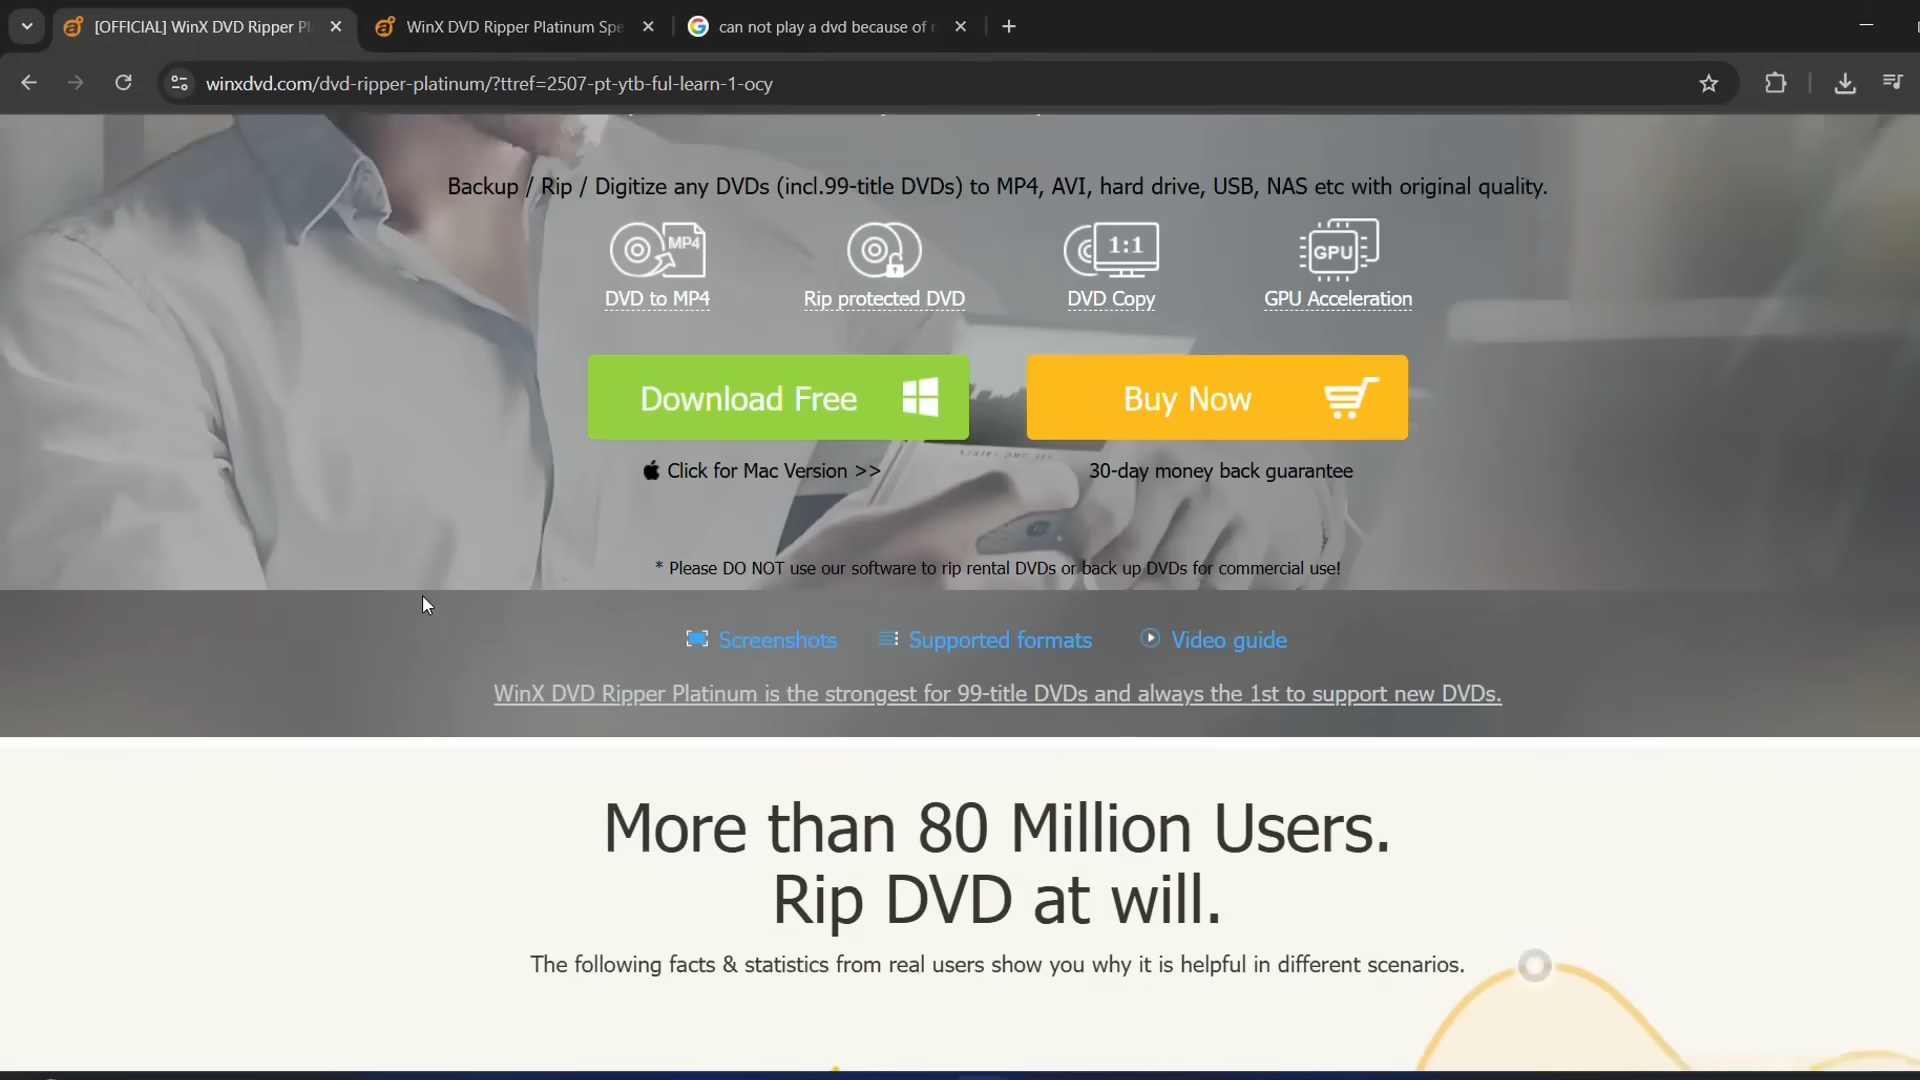 [OFFICIAL] WinX DVD Ripper Pl
WinX DVD Ripper Platinum Spe
can not play a dvd because of r
winxdvd.com/dvd-ripper-platinum/?ttref=2507-pt-ytb-ful-learn-1-ocy
Backup / Rip / Digitize any DVDs (incl.99-title DVDs) to MP4, AVI, hard drive, USB, NAS etc with original quality.
MP4
1:1
GPU
DVD to MP4
Rip protected DVD
DVD Copy
GPU Acceleration
Download Free
Buy Now
Click for Mac Version >>
30-day money back guarantee
* Please DO NOT use our software to rip rental DVDs or back up DVDs for commercial use!
Screenshots
Supported formats
Video guide
WinX DVD Ripper Platinum is the strongest for 99-title DVDs and always the 1st to support new DVDs.
More than 80 Million Users.
Rip DVD at will.
The following facts & statistics from real users show you why it is helpful in different scenarios.